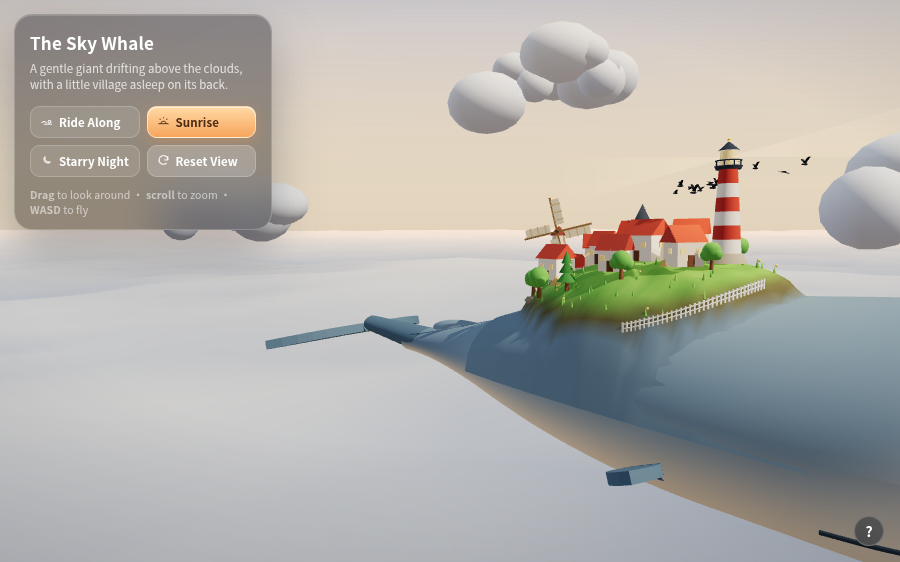 The Sky Whale
A gentle giant drifting above the clouds,
with a little village asleep on its back.
Ride Along
Sunrise
Starry Night
Reset View
Drag to look around • scroll to zoom •
WASD to fly
?